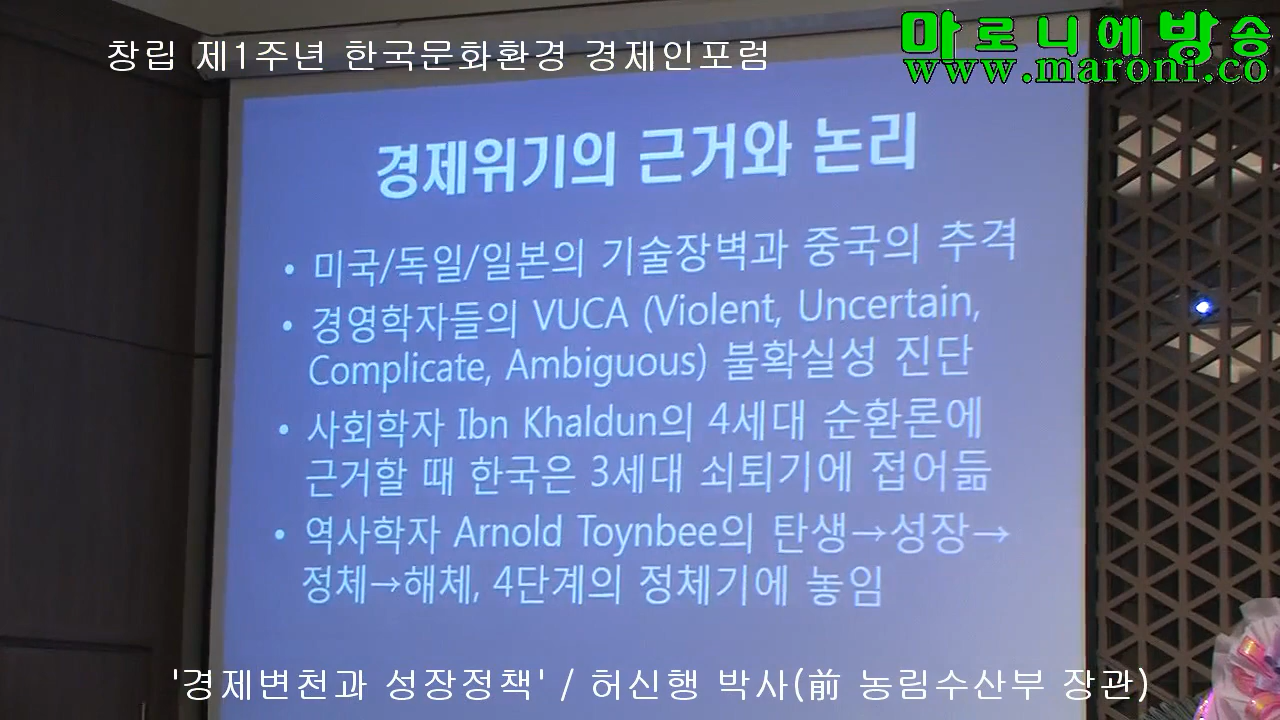 창립 제1주년 한국문화환경 경제인포럼
마로니에방송
www.maroni.co
경제위기의 근거와 논리
• 미국/독일/일본의 기술장벽과 중국의 추격
• 경영학자들의 VUCA (Violent, Uncertain,
Complicate, Ambiguous) 불확실성 진단
• 사회학자 Ibn Khaldun의 4세대 순환론에
근거할 때 한국은 3세대 쇠퇴기에 접어듦
• 역사학자 Arnold Toynbee의 탄생→성장→
정체→해체, 4단계의 정체기에 놓임
'경제변천과 성장정책' / 허신행 박사(前 농림수산부 장관)